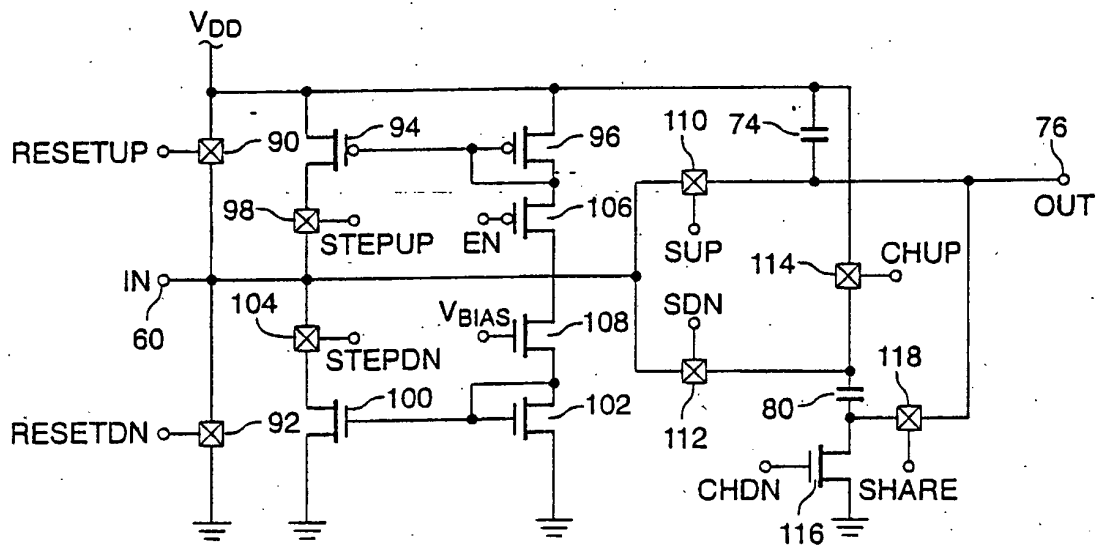 VDD
RESETUP
90
94
96
110
74
76
OUT
98
STEPUP
EN
106
SUP
114
CHUP
IN
60
104
STEPDN
VBIAS
108
SDN
118
80
RESETDN
92
100
102
112
CHDN
116
SHARE